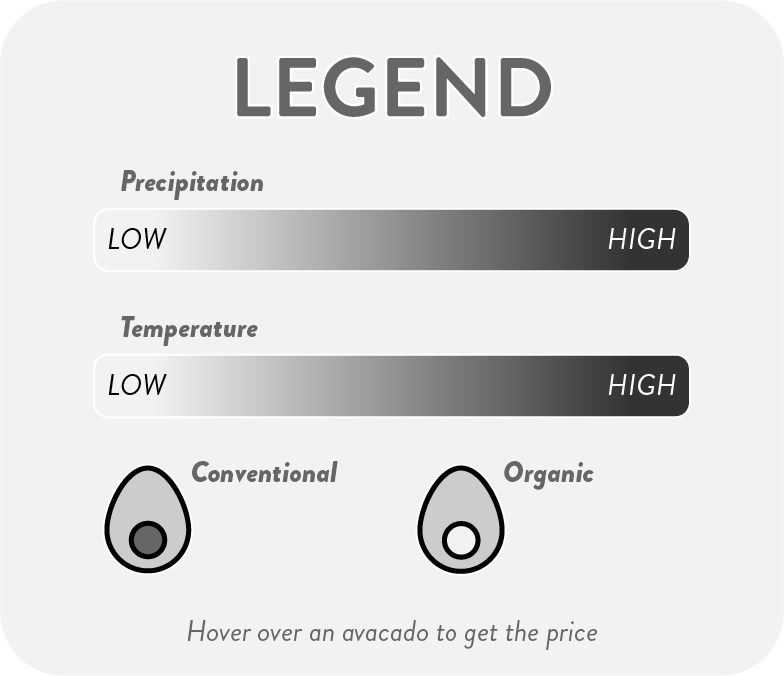 LEGEND
Precipitation
LOW HIGH
Temperature
LOW HIGH
Conventional Organic
Hover over an avacado to get the price